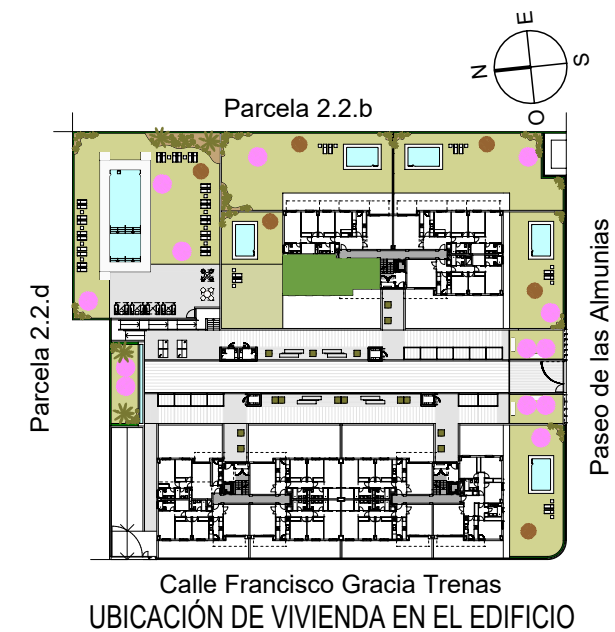 E
N
S
O
Parcela 2.2.b
Parcela 2.2.d
Paseo de las Almunias
Calle Francisco Gracia Trenas
UBICACIÓN DE VIVIENDA EN EL EDIFICIO